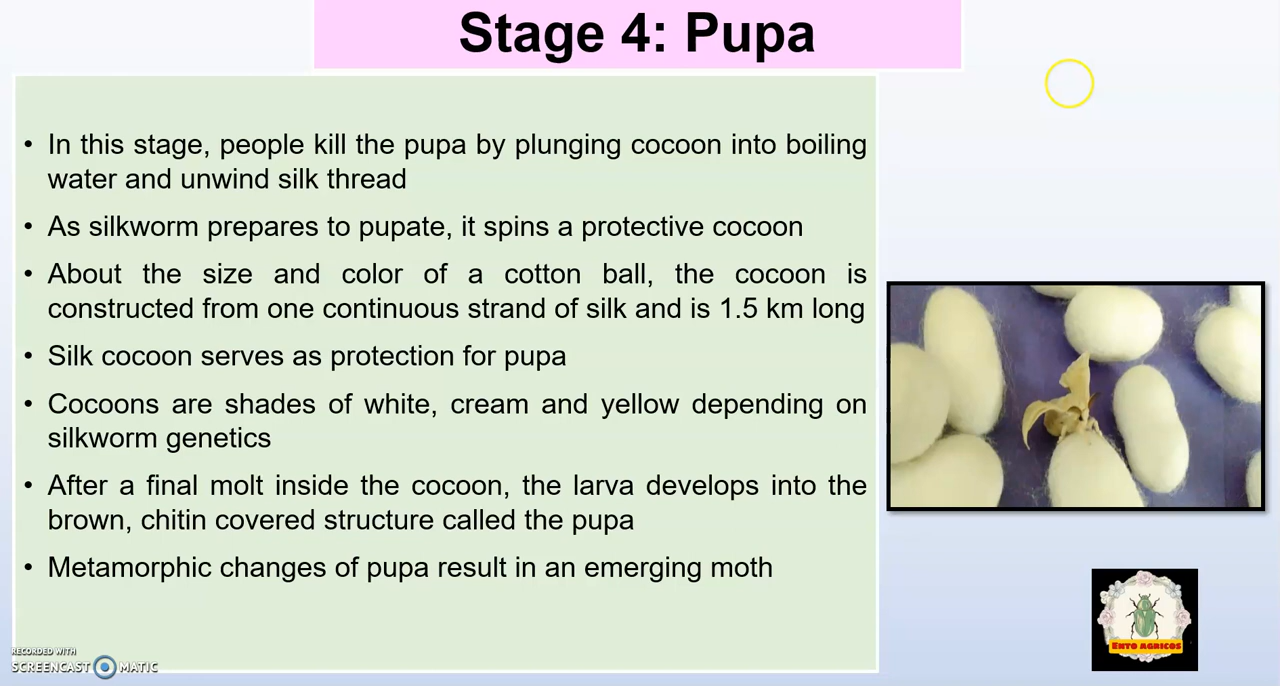 Stage 4: Pupa
• In this stage, people kill the pupa by plunging cocoon into boiling
water and unwind silk thread
• As silkworm prepares to pupate, it spins a protective cocoon
• About the size and color of a cotton ball, the cocoon is
constructed from one continuous strand of silk and is 1.5 km long
• Silk cocoon serves as protection for pupa
• Cocoons are shades of white, cream and yellow depending on
silkworm genetics
• After a final molt inside the cocoon, the larva develops into the
brown, chitin covered structure called the pupa
• Metamorphic changes of pupa result in an emerging moth
ENTO AGRICOS
RECORDED WITH
SCREENCAST MATIC